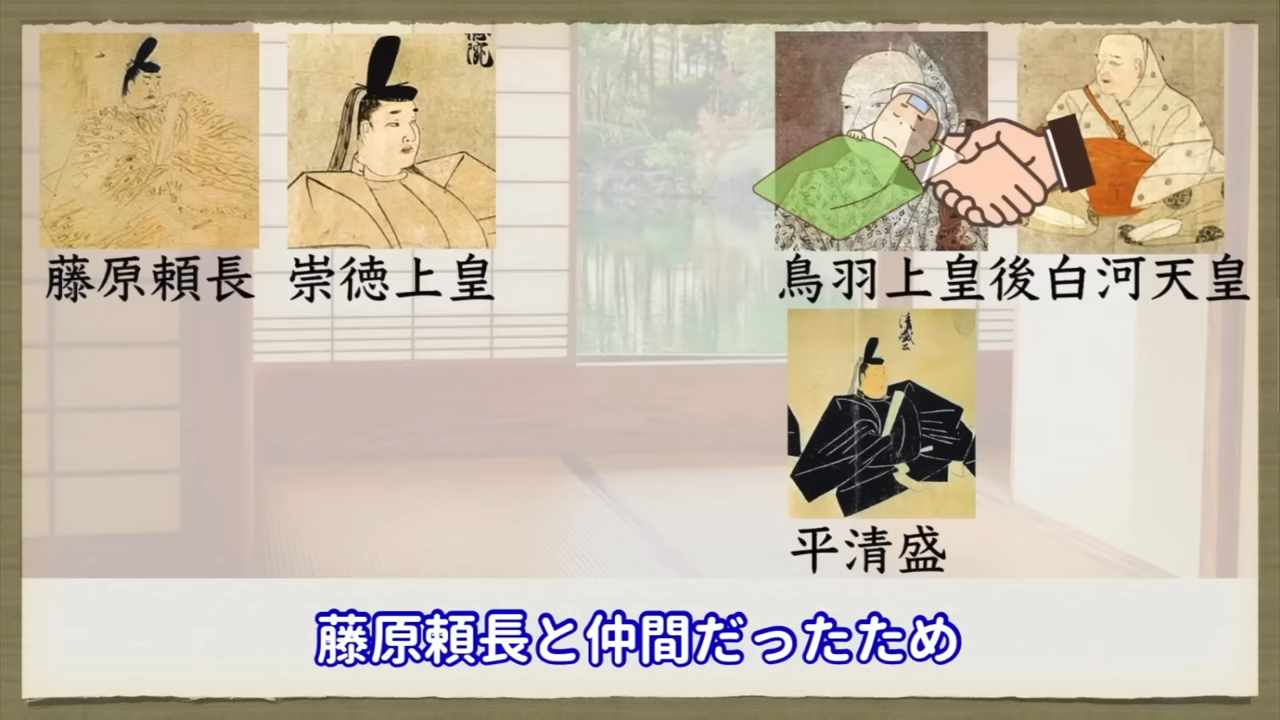 藤原頼長
崇徳上皇
鳥羽上皇
後白河天皇
平清盛
藤原頼長と仲間だったため